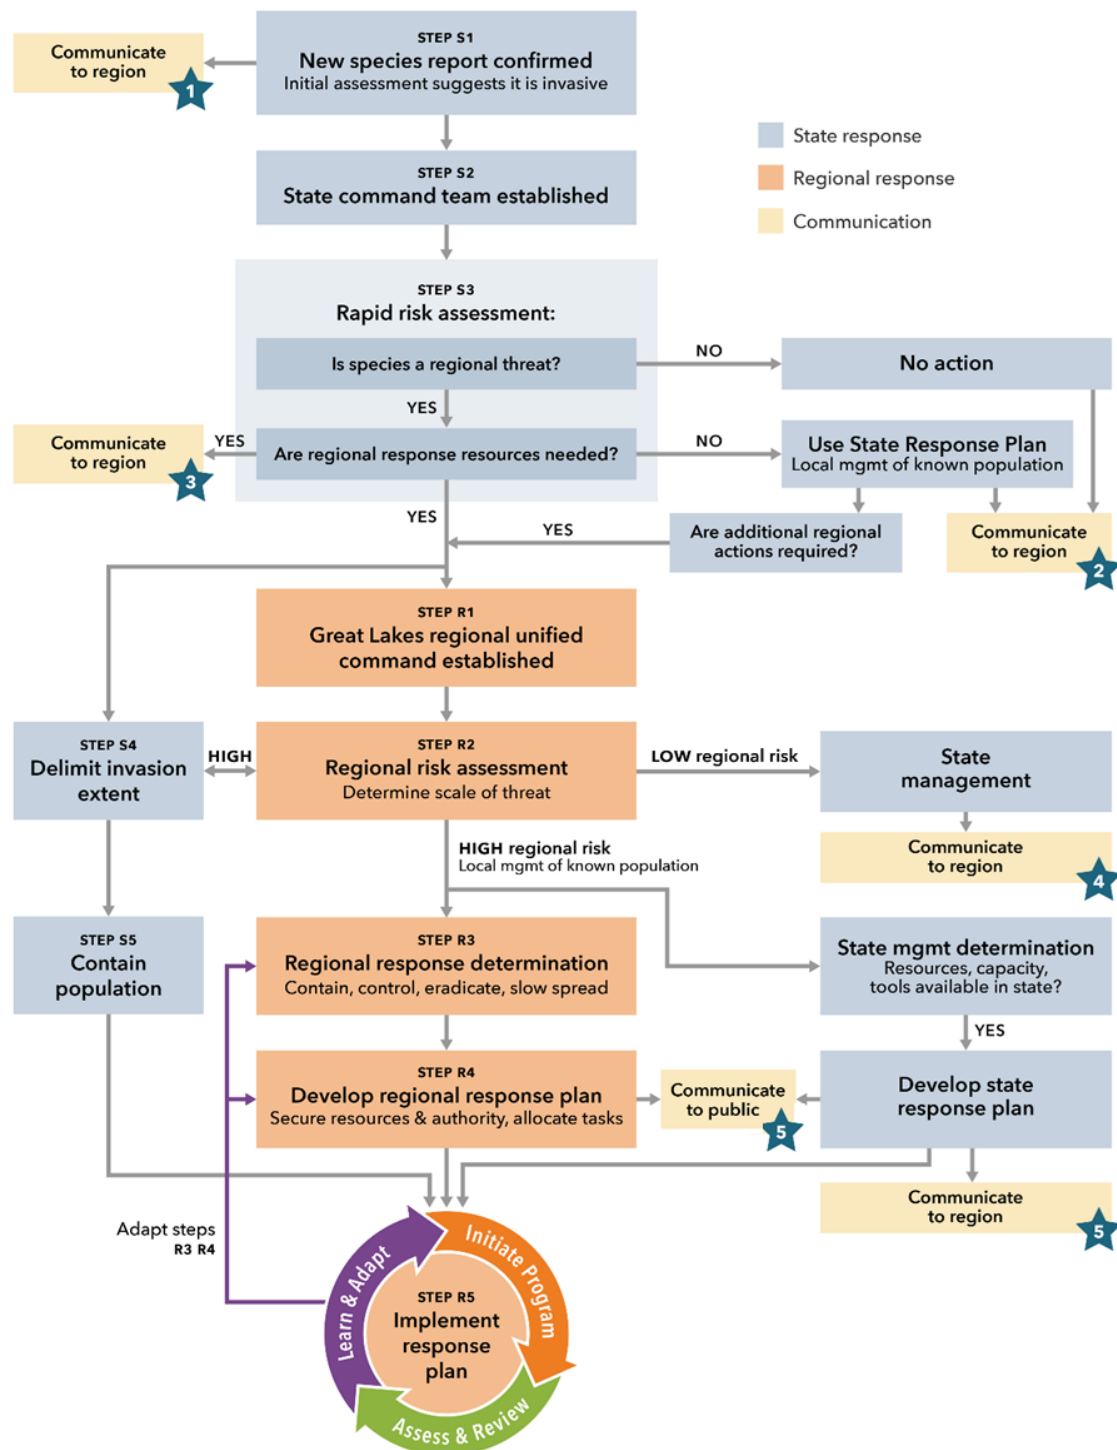 STEP S1
New species report confirmed
Initial assessment suggests it is invasive
Communicate
to region
1
State response
Regional response
Communication
STEP S2
State command team established
STEP S3
Rapid risk assessment:
Is species a regional threat?
NO
No action
YES
Communicate
to region
3
YES
Are regional response resources needed?
NO
Use State Response Plan
Local mgmt of known population
YES
YES
Are additional regional
actions required?
Communicate
to region
2
STEP R1
Great Lakes regional unified
command established
STEP S4
Delimit invasion
extent
HIGH
STEP R2
Regional risk assessment
Determine scale of threat
LOW regional risk
State
management
Communicate
to region
4
HIGH regional risk
Local mgmt of known population
STEP S5
Contain
population
STEP R3
Regional response determination
Contain, control, eradicate, slow spread
State mgmt determination
Resources, capacity,
tools available in state?
YES
STEP R4
Develop regional response plan
Secure resources & authority, allocate tasks
Communicate
to public
5
Develop state
response plan
Communicate
to region
5
Adapt steps
R3 R4
Learn & Adapt
Initiate Program
STEP R5
Implement
response
plan
Assess & Review